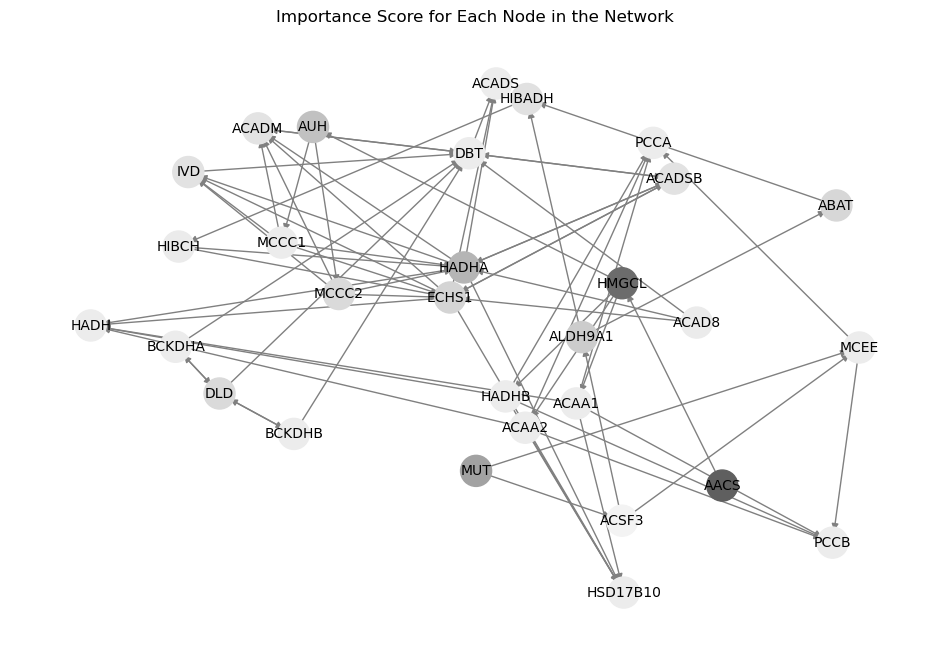 Importance Score for Each Node in the Network
ACADS
HIBADH
ACADM
AUH
PCCA
DBT
IVD
ACADSB
ABAT
HIBCH
MCCC1
HADHA
HMGCL
MCCC2
ECHS1
HADH
ACAD8
ALDH9A1
BCKDHA
MCEE
DLD
HADHB
ACAA1
ACAA2
BCKDHB
MUT
AACS
ACSF3
PCCB
HSD17B10